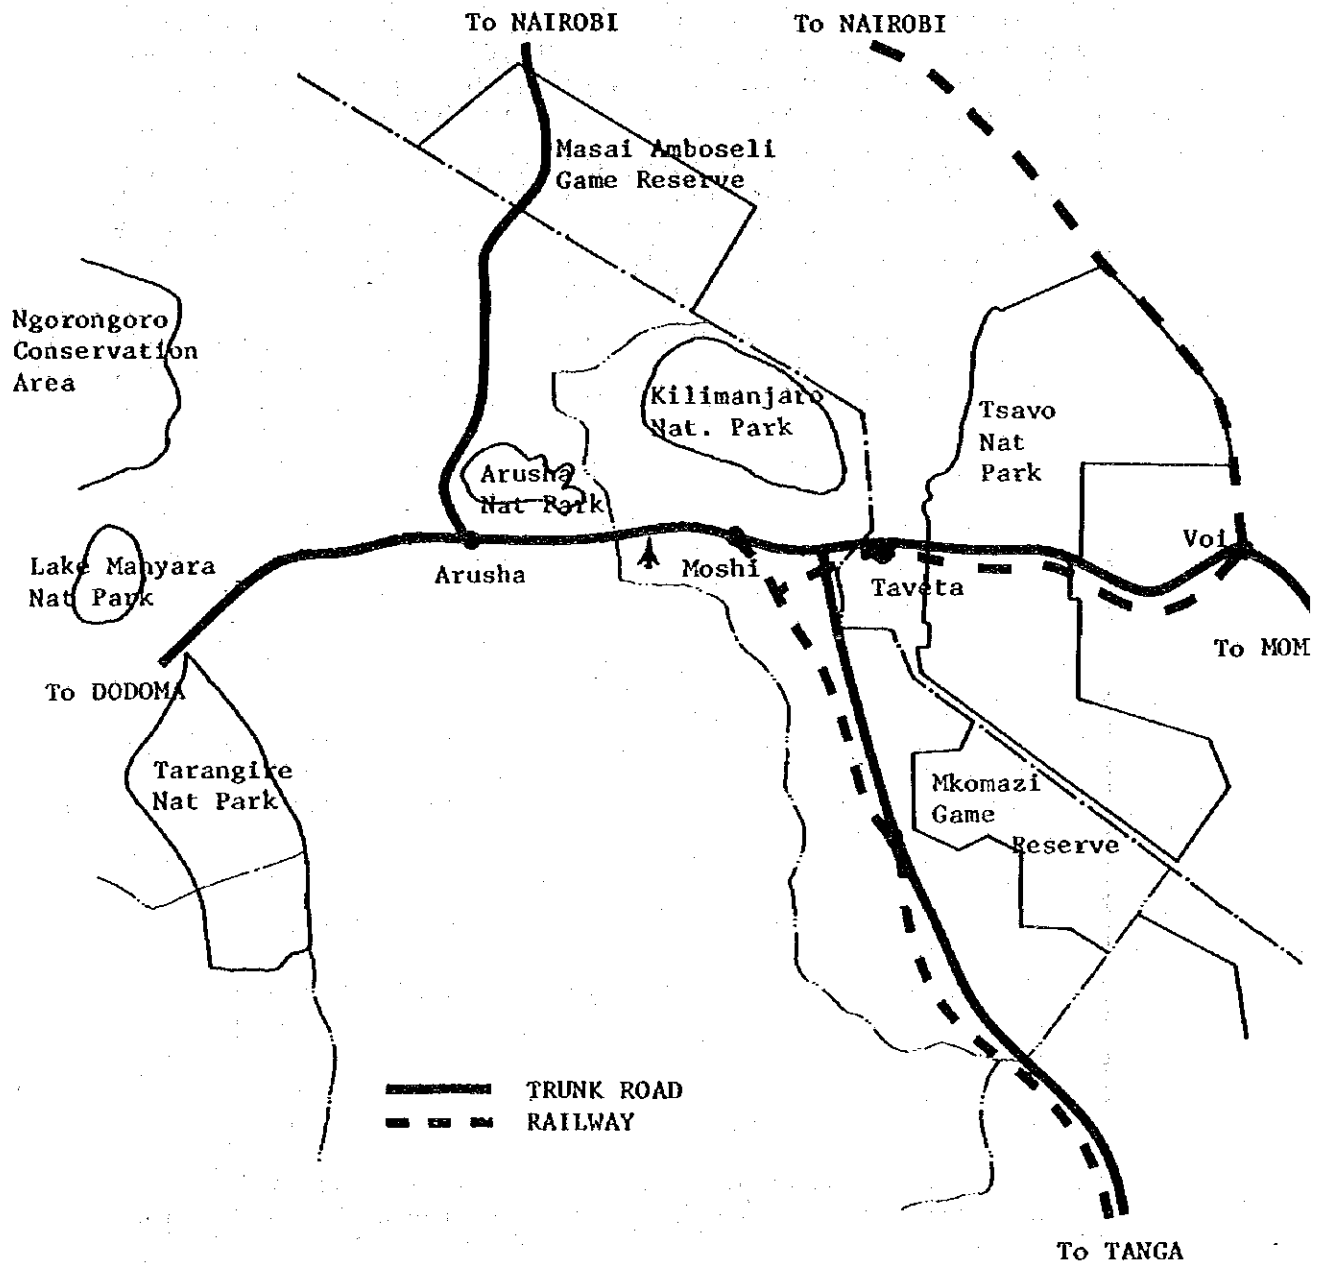 To NAIROBI
To NAIROBI
Masai Amboseli
Game Reserve
Ngorongoro
Conservation
Area
Kilimanjaro
Nat. Park
Tsavo
Nat
Park
Arusha
Nat Park
Voi
Lake Manyara
Nat Park
Arusha
Moshi
Taveta
To MOM
To DODOMA
Tarangire
Nat Park
Mkomazi
Game
Reserve
TRUNK ROAD
RAILWAY
To TANGA